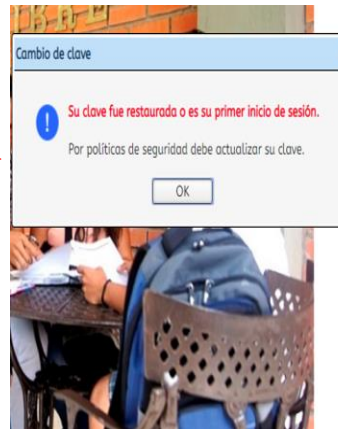 BRE
Cambio de clave
Su clave fue restaurada o es su primer inicio de sesión.
Por políticas de seguridad debe actualizar su clave.
OK